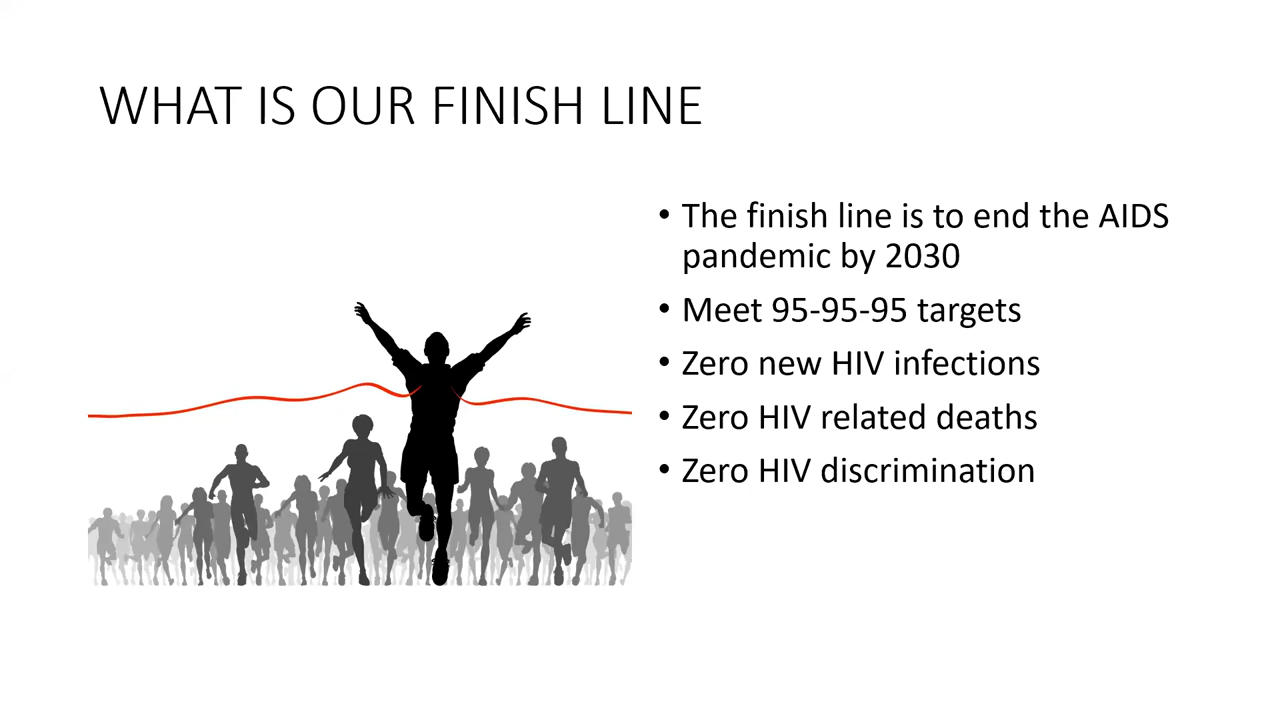 WHAT IS OUR FINISH LINE
• The finish line is to end the AIDS
pandemic by 2030
• Meet 95-95-95 targets
• Zero new HIV infections
• Zero HIV related deaths
• Zero HIV discrimination